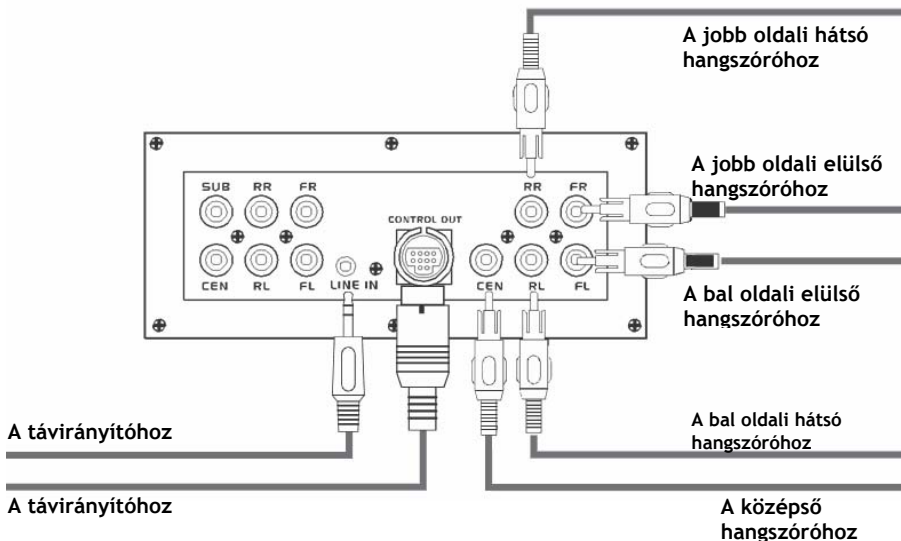 A jobb oldali hátsó
hangszóróhoz
SUB RR FR
RR FR
A jobb oldali elülső
hangszóróhoz
CONTROL OUT
CEN RL FL LINE IN
CEN RL FL
A bal oldali elülső
hangszóróhoz
A távirányítóhoz
A bal oldali hátsó
hangszóróhoz
A távirányítóhoz
A középső
hangszóróhoz